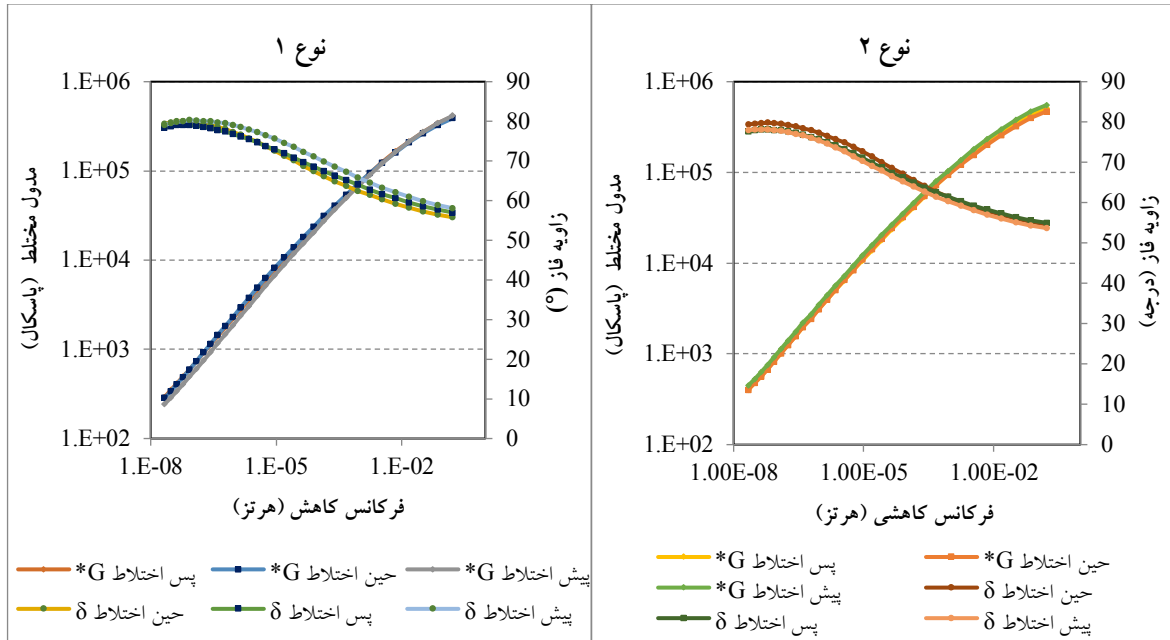 نوع ۱
1.E+06
1.E+05
1.E+04
1.E+03
1.E+02
90
80
70
60
50
40
30
20
10
0
1.E-08
1.E-05
1.E-02
مدول مختلط (پاسکال)
زاویه فاز (°)
فرکانس کاهش (هرتز)
پس اختلاط G*
حین اختلاط G*
پیش اختلاط G*
حین اختلاط δ
پس اختلاط δ
پیش اختلاط δ
نوع ۲
1.E+06
1.E+05
1.E+04
1.E+03
1.E+02
90
80
70
60
50
40
30
20
10
0
1.00E-08
1.00E-05
1.00E-02
مدول مختلط (پاسکال)
زاویه فاز (درجه)
فرکانس کاهشی (هرتز)
پس اختلاط G*
حین اختلاط G*
پیش اختلاط G*
حین اختلاط δ
پس اختلاط δ
پیش اختلاط δ